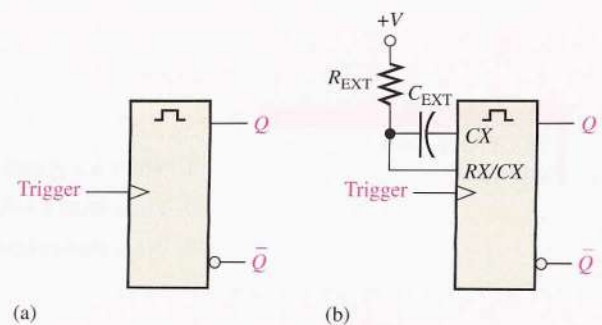 +V
R_EXT
C_EXT
Q
CX
Q
RX/CX
Trigger
Trigger
Q̅
Q̅
(a)
(b)